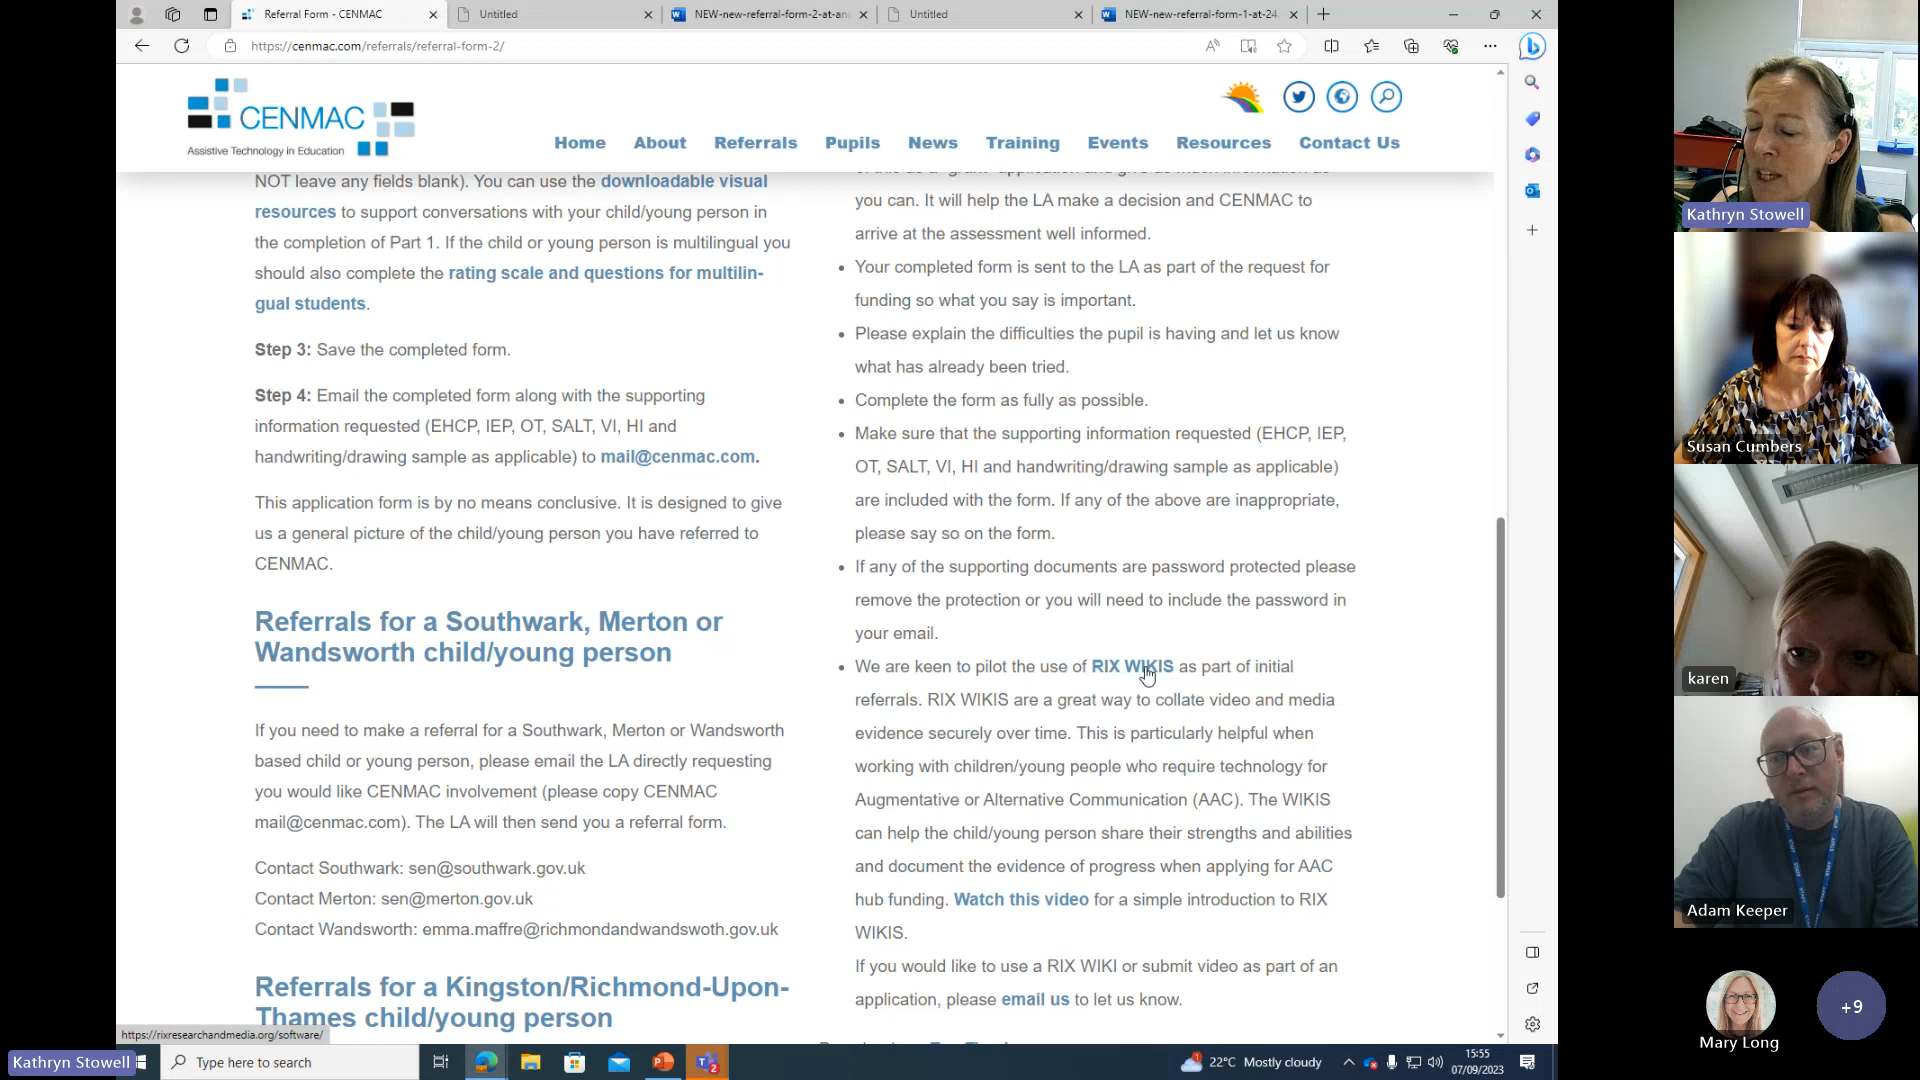 Referral Form - CENMAC
Untitled
NEW-new-referral-form-2-at-an
Untitled
NEW-new-referral-form-1-at-24
https://cenmac.com/referrals/referral-form-2/
CENMAC
Assistive Technology in Education
Home About Referrals Pupils News Training Events Resources Contact Us
NOT leave any fields blank). You can use the downloadable visual
resources to support conversations with your child/young person in
the completion of Part 1. If the child or young person is multilingual you
should also complete the rating scale and questions for multilin-
gual students.
Step 3: Save the completed form.
Step 4: Email the completed form along with the supporting
information requested (EHCP, IEP, OT, SALT, VI, HI and
handwriting/drawing sample as applicable) to mail@cenmac.com.
This application form is by no means conclusive. It is designed to give
us a general picture of the child/young person you have referred to
CENMAC.
Referrals for a Southwark, Merton or
Wandsworth child/young person
If you need to make a referral for a Southwark, Merton or Wandsworth
based child or young person, please email the LA directly requesting
you would like CENMAC involvement (please copy CENMAC
mail@cenmac.com). The LA will then send you a referral form.
Contact Southwark: sen@southwark.gov.uk
Contact Merton: sen@merton.gov.uk
Contact Wandsworth: emma.maffre@richmondandwandswoth.gov.uk
Referrals for a Kingston/Richmond-Upon-
Thames child/young person
https://rixresearchandmedia.org/software/
of this as a "grant" application and give as much information as
you can. It will help the LA make a decision and CENMAC to
arrive at the assessment well informed.
• Your completed form is sent to the LA as part of the request for
funding so what you say is important.
• Please explain the difficulties the pupil is having and let us know
what has already been tried.
• Complete the form as fully as possible.
• Make sure that the supporting information requested (EHCP, IEP,
OT, SALT, VI, HI and handwriting/drawing sample as applicable)
are included with the form. If any of the above are inappropriate,
please say so on the form.
• If any of the supporting documents are password protected please
remove the protection or you will need to include the password in
your email.
• We are keen to pilot the use of RIX WIKIS as part of initial
referrals. RIX WIKIS are a great way to collate video and media
evidence securely over time. This is particularly helpful when
working with children/young people who require technology for
Augmentative or Alternative Communication (AAC). The WIKIS
can help the child/young person share their strengths and abilities
and document the evidence of progress when applying for AAC
hub funding. Watch this video for a simple introduction to RIX
WIKIS.
If you would like to use a RIX WIKI or submit video as part of an
application, please email us to let us know.
Kathryn Stowell
Susan Cumbers
karen
Adam Keeper
Mary Long
+9
Kathryn Stowell
Type here to search
22°C Mostly cloudy
15:55
07/09/2023